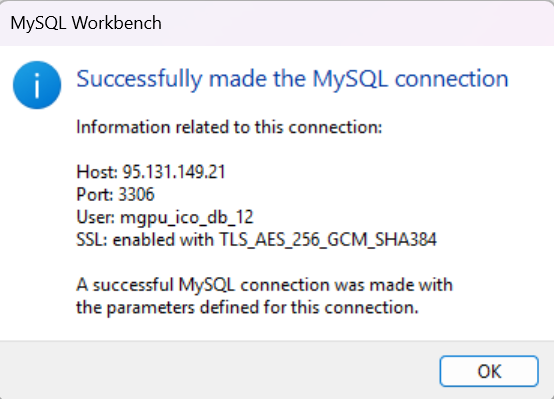 MySQL Workbench
Successfully made the MySQL connection
Information related to this connection:
Host: 95.131.149.21
Port: 3306
User: mgpu_ico_db_12
SSL: enabled with TLS_AES_256_GCM_SHA384
A successful MySQL connection was made with
the parameters defined for this connection.
OK